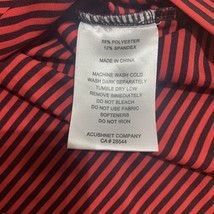 88% POLYESTER
12% SPANDEX
MADE IN CHINA
MACHINE WASH COLD
WASH DARK SEPARATELY
TUMBLE DRY LOW
REMOVE PROMPTLY
DO NOT BLEACH
DO NOT USE FABRIC
SOFTENERS
DO NOT IRON
ACUSHNET COMPANY
CA# 28544